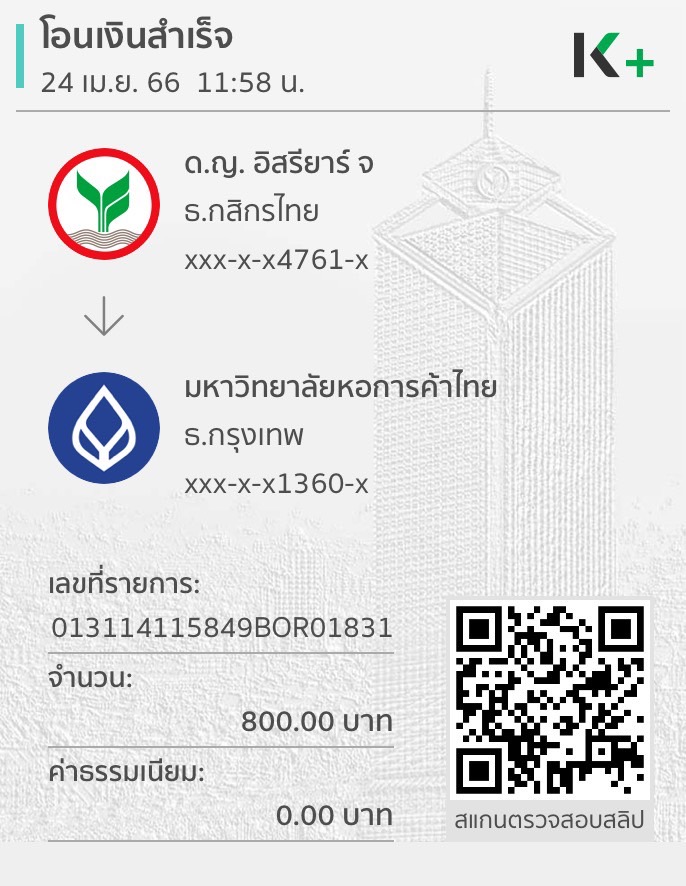 โอนเงินสำเร็จ
24 เม.ย. 66 11:58 น.
K+
ด.ญ. อิสรียาร์ จ
ธ.กสิกรไทย
xxx-x-x4761-x
มหาวิทยาลัยหอการค้าไทย
ธ.กรุงเทพ
xxx-x-x1360-x
เลขที่รายการ:
013114115849BOR01831
จำนวน:
800.00 บาท
ค่าธรรมเนียม:
0.00 บาท
สแกนตรวจสอบสลิป